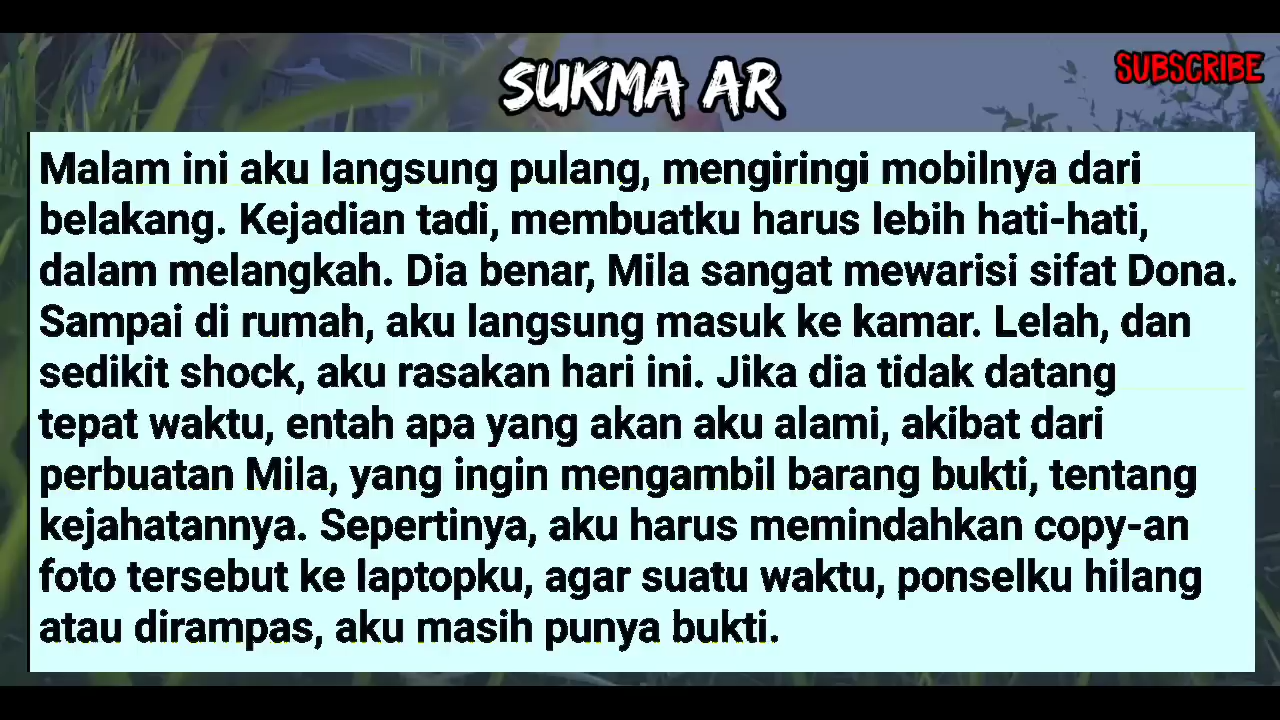 SUKMA AR
SUBSCRIBE
Malam ini aku langsung pulang, mengiringi mobilnya dari
belakang. Kejadian tadi, membuatku harus lebih hati-hati,
dalam melangkah. Dia benar, Mila sangat mewarisi sifat Dona.
Sampai di rumah, aku langsung masuk ke kamar. Lelah, dan
sedikit shock, aku rasakan hari ini. Jika dia tidak datang
tepat waktu, entah apa yang akan aku alami, akibat dari
perbuatan Mila, yang ingin mengambil barang bukti, tentang
kejahatannya. Sepertinya, aku harus memindahkan copy-an
foto tersebut ke laptopku, agar suatu waktu, ponselku hilang
atau dirampas, aku masih punya bukti.